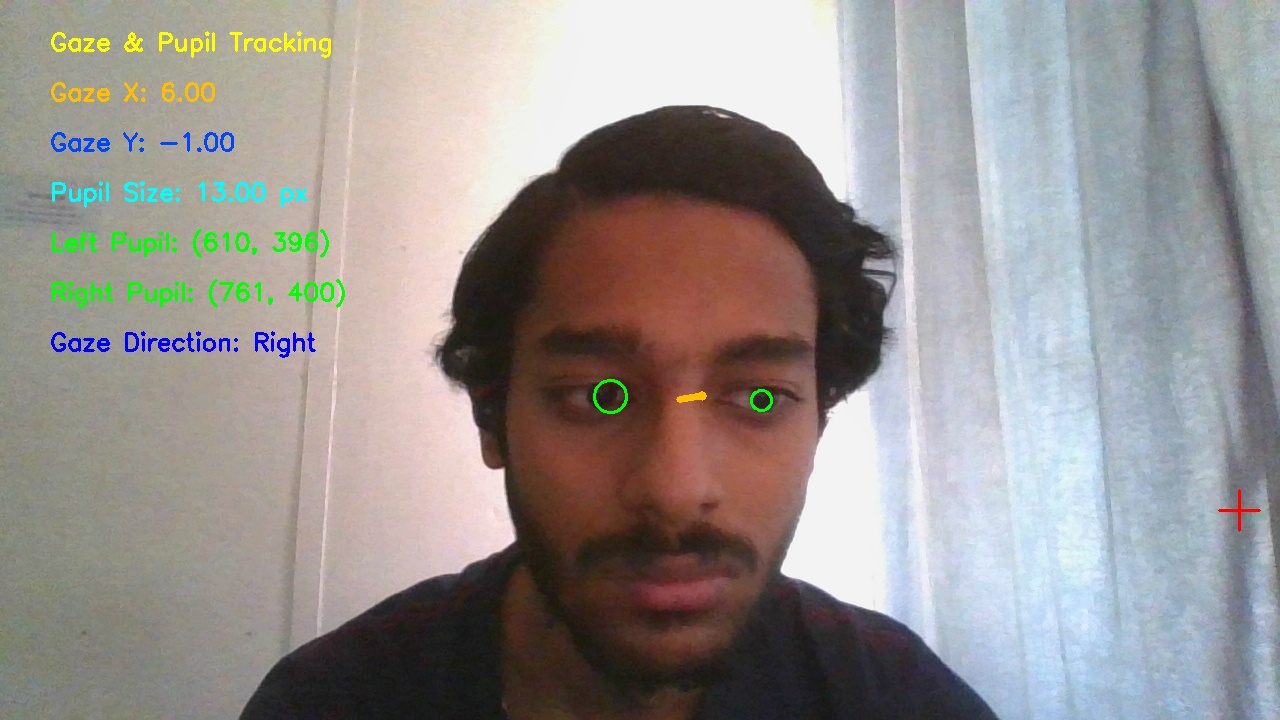 Gaze & Pupil Tracking
Gaze X: 6.00
Gaze Y: -1.00
Pupil Size: 13.00 px
Left Pupil: (610, 396)
Right Pupil: (761, 400)
Gaze Direction: Right